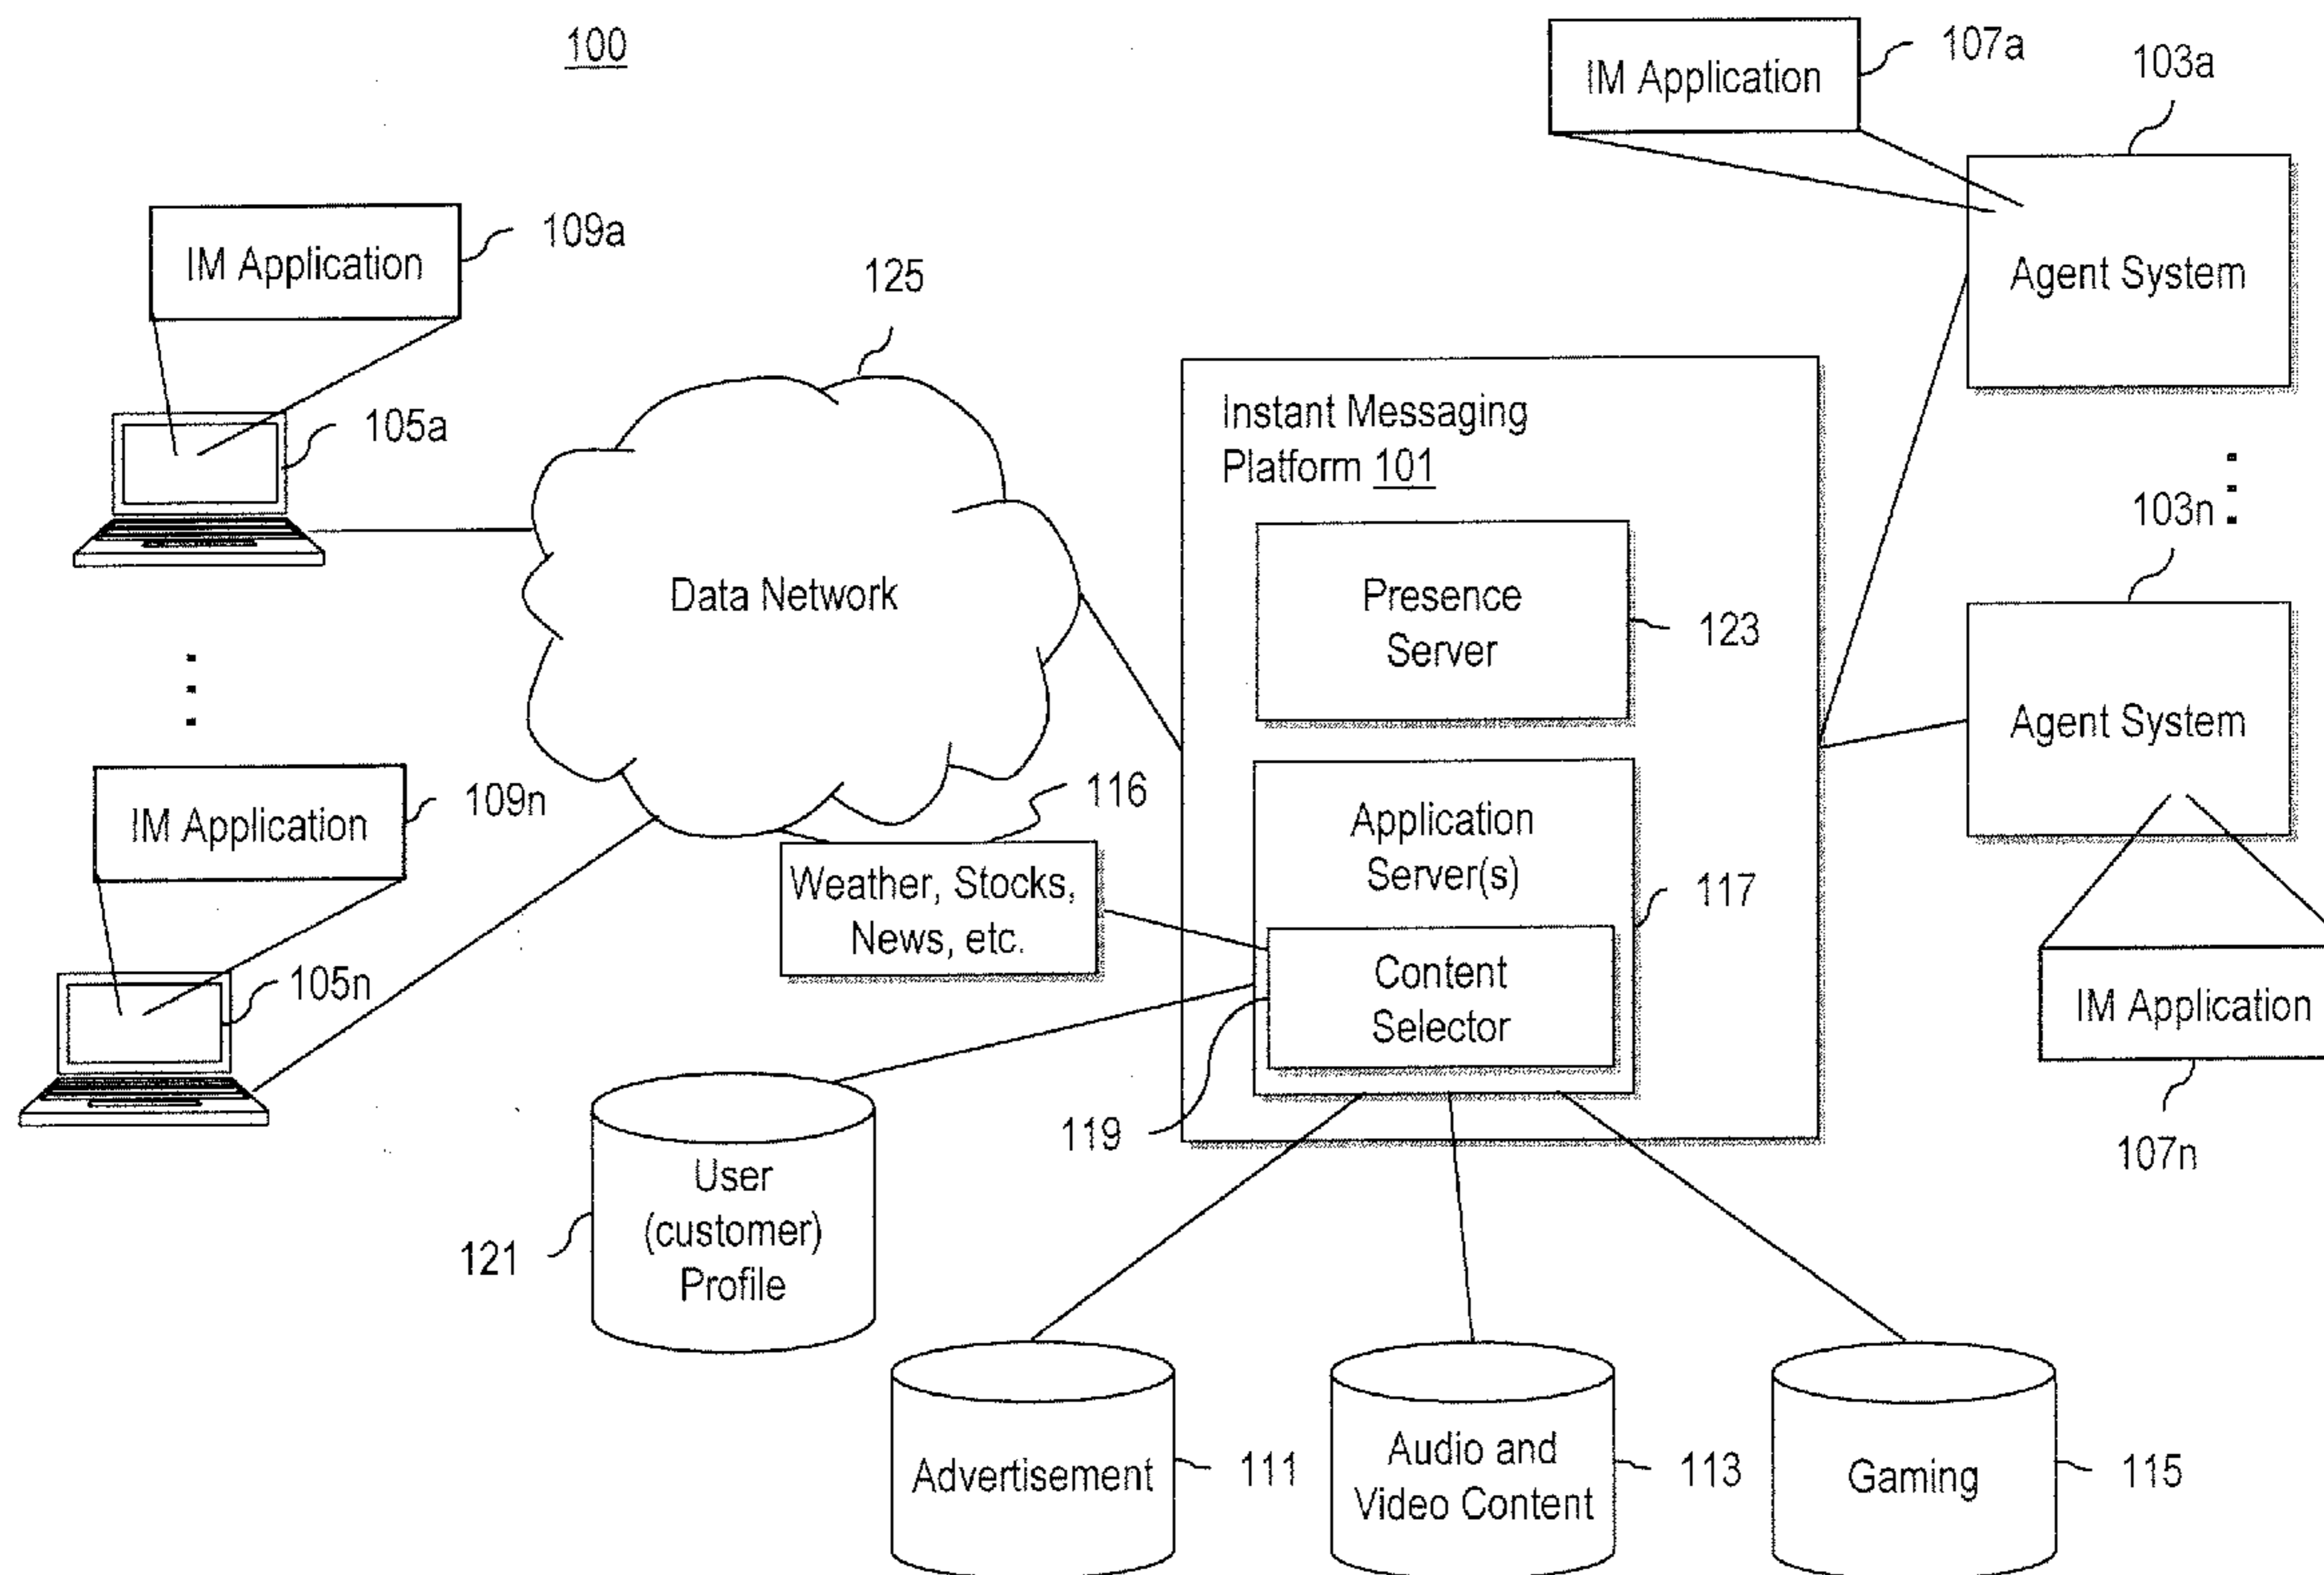 100
IM Application
107a
103a
Agent System
IM Application
109a
125
105a
Data Network
Instant Messaging
Platform 101
Presence
Server
123
103n
Agent System
IM Application
109n
116
Weather, Stocks,
News, etc.
Application
Server(s)
117
Content
Selector
105n
119
IM Application
107n
User
(customer)
Profile
121
Advertisement
111
Audio and
Video Content
113
Gaming
115